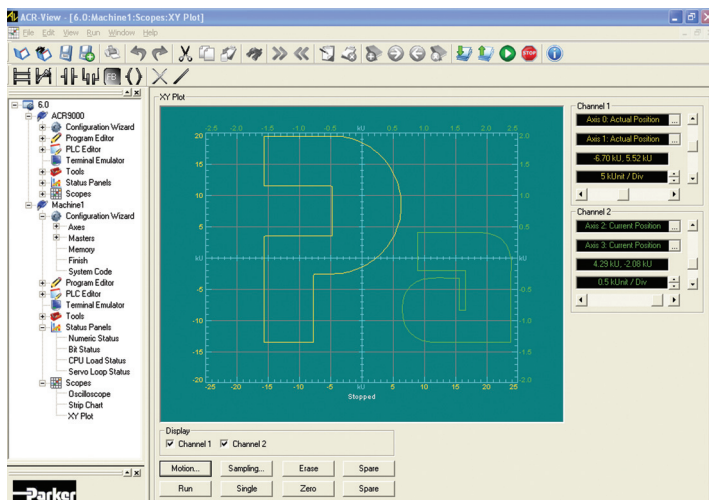 ACR-View - [6.0:Machine1:Scopes:XY Plot]
File Edit View Run Window Help
FB
STOP
6.0
ACR9000
Configuration Wizard
Program Editor
PLC Editor
Terminal Emulator
Tools
Status Panels
Scopes
Machine1
Configuration Wizard
Axes
Masters
Memory
Finish
System Code
Program Editor
PLC Editor
Terminal Emulator
Tools
Status Panels
Numeric Status
Bit Status
CPU Load Status
Servo Loop Status
Scopes
Oscilloscope
Strip Chart
XY Plot
Parker
XY Plot
-2.5 -2.0 -1.5 -1.0 -0.5 kU 0.5 1.0 1.5 2.0 2.5
20 2.0
15 1.5
10 1.0
5 0.5
kU kU
-5 -0.5
-10 -1.0
-15 -1.5
-20 -2.0
-25 -20 -15 -10 -5 kU 5 10 15 20 25
Stopped
Display
Channel 1 Channel 2
Motion... Sampling... Erase Spare
Run Single Zero Spare
Channel 1
Axis 0: Actual Position ...
Axis 1: Actual Position ...
-6.70 kU, 5.52 kU
5 kUnit / Div
Channel 2
Axis 2: Current Position ...
Axis 3: Current Position ...
4.29 kU, -2.08 kU
0.5 kUnit / Div